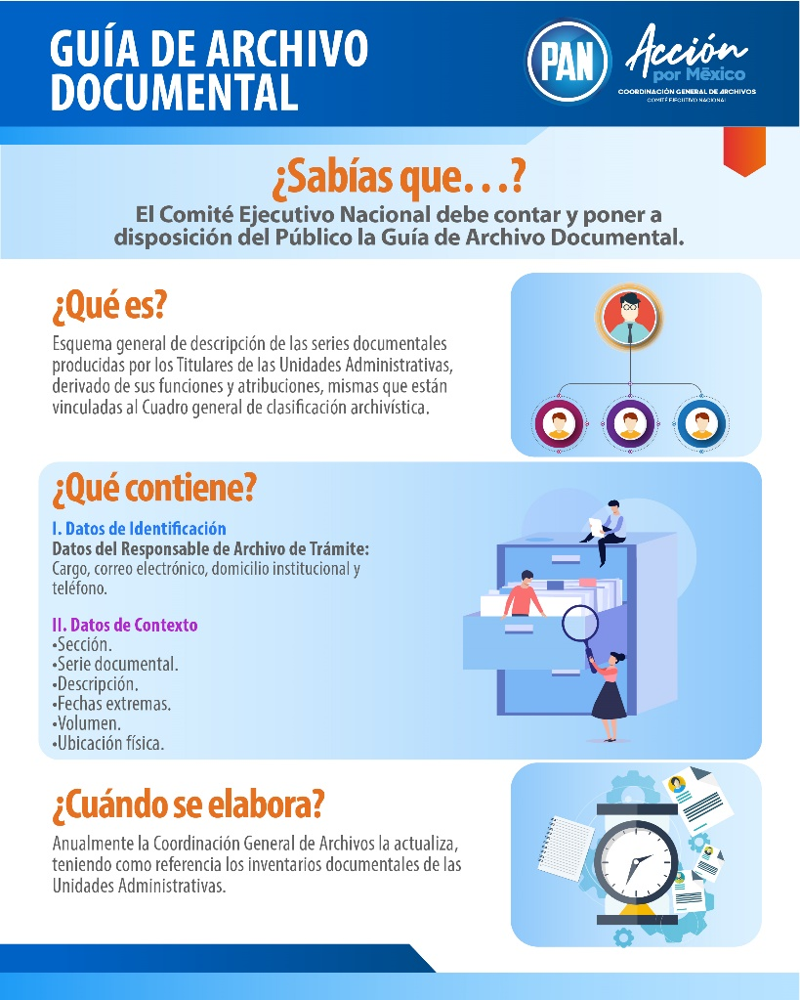 GUÍA DE ARCHIVO
DOCUMENTAL
PAN
Acción
por México
COORDINACIÓN GENERAL DE ARCHIVOS
COMITÉ EJECUTIVO NACIONAL
¿Sabías que...?
El Comité Ejecutivo Nacional debe contar y poner a
disposición del Público la Guía de Archivo Documental.
¿Qué es?
Esquema general de descripción de las series documentales
producidas por los Titulares de las Unidades Administrativas,
derivado de sus funciones y atribuciones, mismas que están
vinculadas al Cuadro general de clasificación archivística.
¿Qué contiene?
I. Datos de Identificación
Datos del Responsable de Archivo de Trámite:
Cargo, correo electrónico, domicilio institucional y
teléfono.
II. Datos de Contexto
•Sección.
•Serie documental.
•Descripción.
•Fechas extremas.
•Volumen.
•Ubicación física.
¿Cuándo se elabora?
Anualmente la Coordinación General de Archivos la actualiza,
teniendo como referencia los inventarios documentales de las
Unidades Administrativas.